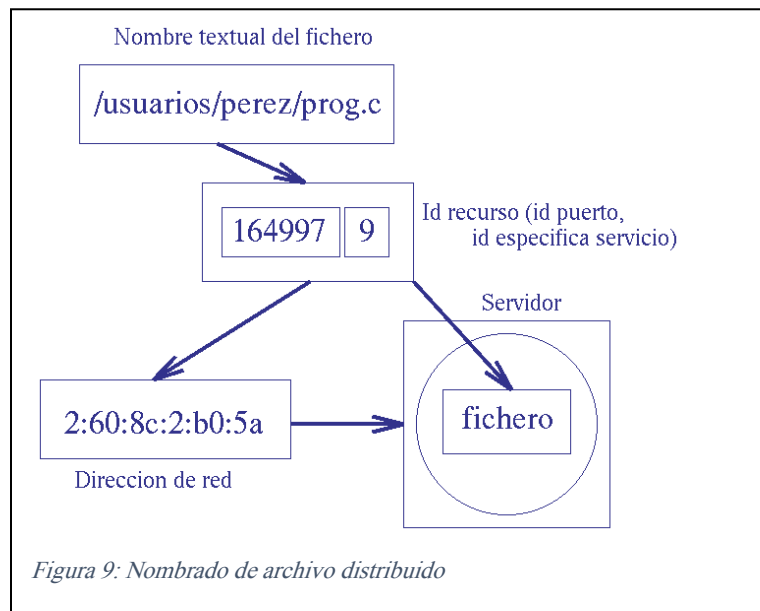 Nombre textual del fichero
/usuarios/perez/prog.c
164997 9
Id recurso (id puerto,
id especifica servicio)
Servidor
fichero
2:60:8c:2:b0:5a
Direccion de red
Figura 9: Nombrado de archivo distribuido